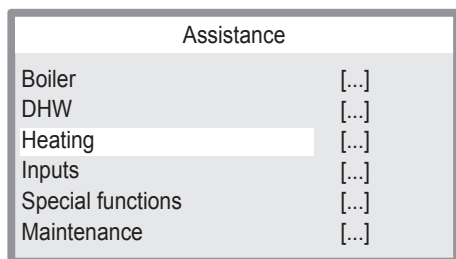 Assistance
Boiler [...]
DHW [...]
Heating [...]
Inputs [...]
Special functions [...]
Maintenance [...]